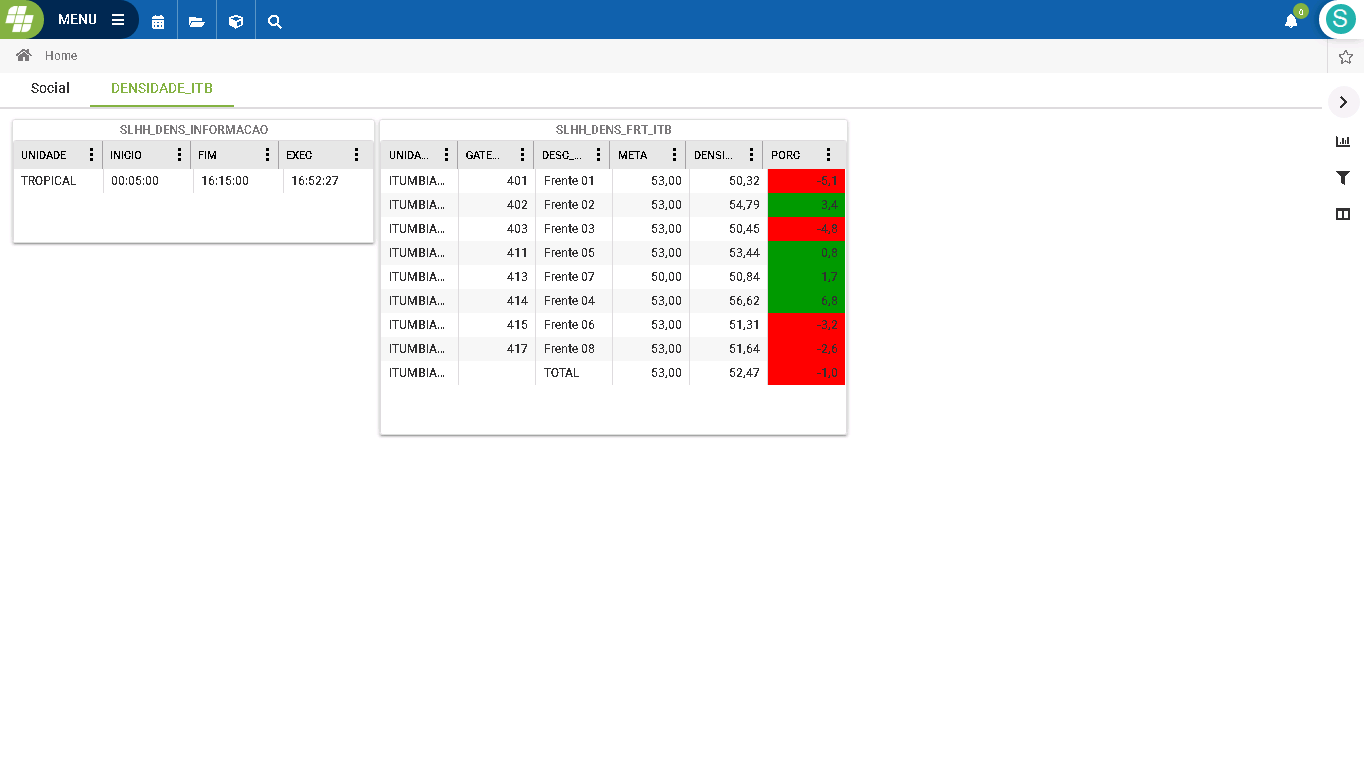 MENU
0
S
Home
Social DENSIDADE_ITB
SLHH_DENS_INFORMACAO
UNIDADE INICIO FIM EXEC
TROPICAL 00:05:00 16:15:00 16:52:27
SLHH_DENS_FRT_ITB
UNIDA... GATE... DESC_... META DENSI... PORC
ITUMBIA... 401 Frente 01 53,00 50,32 -5,1
ITUMBIA... 402 Frente 02 53,00 54,79 3,4
ITUMBIA... 403 Frente 03 53,00 50,45 -4,8
ITUMBIA... 411 Frente 05 53,00 53,44 0,8
ITUMBIA... 413 Frente 07 50,00 50,84 1,7
ITUMBIA... 414 Frente 04 53,00 56,62 6,8
ITUMBIA... 415 Frente 06 53,00 51,31 -3,2
ITUMBIA... 417 Frente 08 53,00 51,64 -2,6
ITUMBIA... TOTAL 53,00 52,47 -1,0